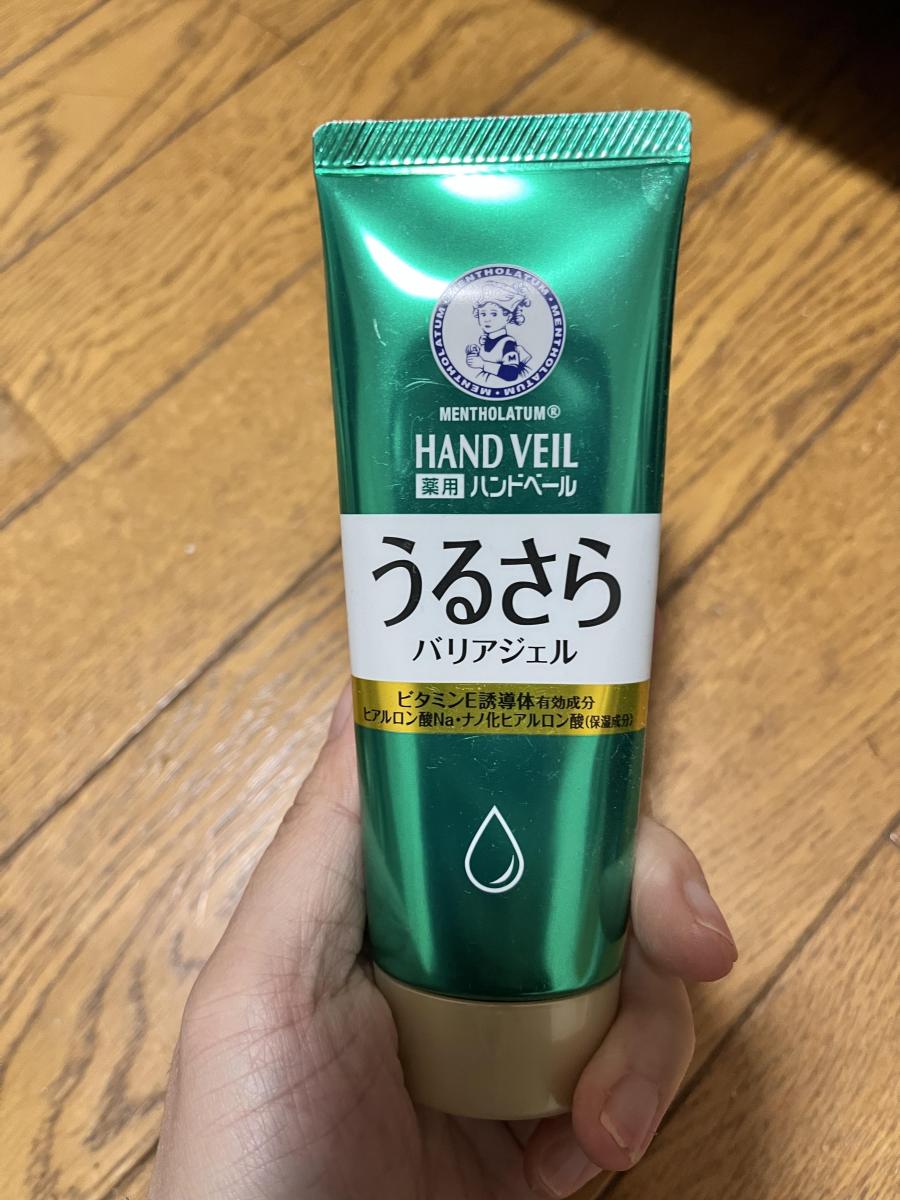 MENTHOLATUM · MENTHOLATUM · MENTHOLATUM ·
M
MENTHOLATUM®
HAND VEIL
薬用 ハンドベール
うるさら
バリアジェル
ビタミンE誘導体有効成分
ヒアルロン酸Na・ナノ化ヒアルロン酸(保湿成分)